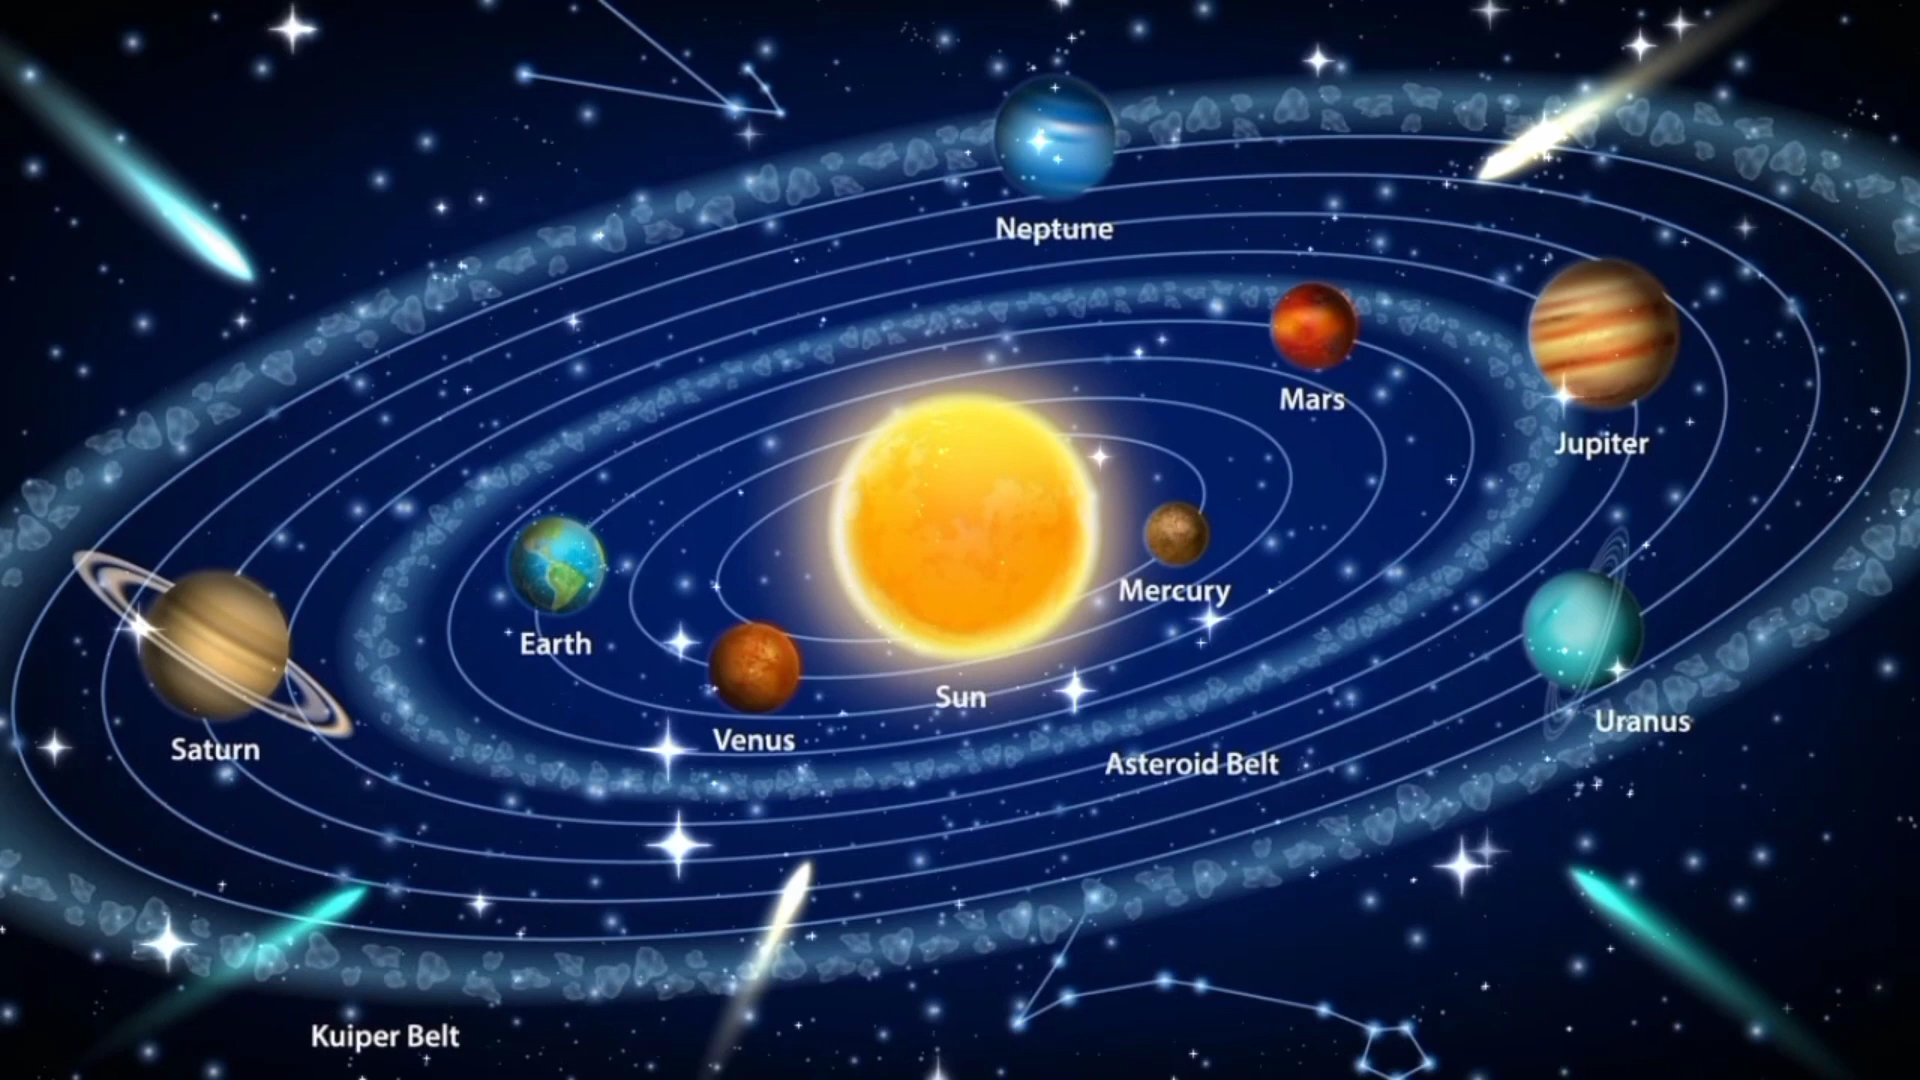 Neptune
Mars
Jupiter
Mercury
Earth
Sun
Uranus
Venus
Saturn
Asteroid Belt
Kuiper Belt